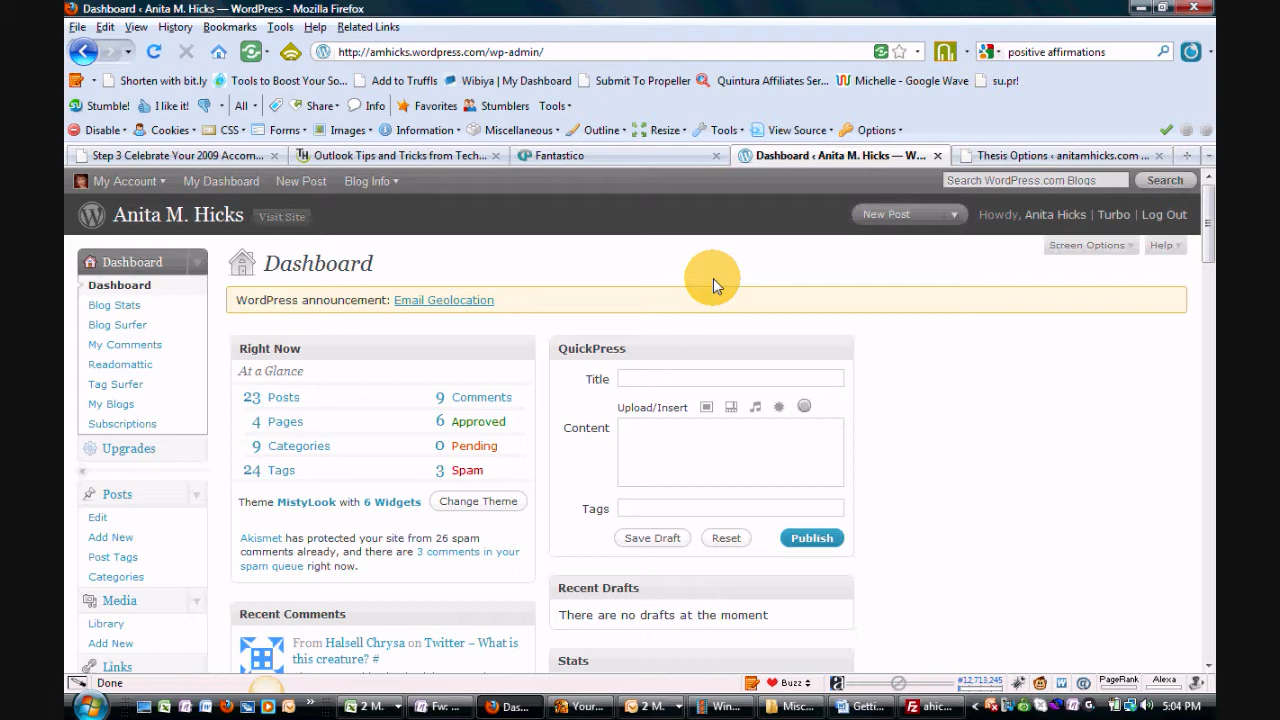 Dashboard ‹ Anita M. Hicks — WordPress - Mozilla Firefox
File Edit View History Bookmarks Tools Help Related Links
http://amhicks.wordpress.com/wp-admin/ positive affirmations
Shorten with bit.ly Tools to Boost Your So... Add to Truffls Wibiya | My Dashboard Submit To Propeller Quintura Affiliates Ser... Michelle - Google Wave su.pr!
Stumble! I like it! All Share Info Favorites Stumblers Tools
Disable Cookies CSS Forms Images Information Miscellaneous Outline Resize Tools View Source Options
Step 3 Celebrate Your 2009 Accom... Outlook Tips and Tricks from Tech... Fantastico Dashboard ‹ Anita M. Hicks — W... Thesis Options ‹ anitamhicks.com ...
My Account My Dashboard New Post Blog Info Search WordPress.com Blogs Search
Anita M. Hicks Visit Site New Post Howdy, Anita Hicks | Turbo | Log Out
Screen Options Help
Dashboard
Dashboard
Dashboard
Blog Stats
Blog Surfer
My Comments
Readomattic
Tag Surfer
My Blogs
Subscriptions
Upgrades
Posts
Edit
Add New
Post Tags
Categories
Media
Library
Add New
Links
WordPress announcement: Email Geolocation
Right Now
At a Glance
23 Posts 9 Comments
4 Pages 6 Approved
9 Categories 0 Pending
24 Tags 3 Spam
Theme MistyLook with 6 Widgets Change Theme
Akismet has protected your site from 26 spam
comments already, and there are 3 comments in your
spam queue right now.
Recent Comments
From Halsell Chrysa on Twitter – What is
this creature? #
QuickPress
Title
Upload/Insert
Content
Tags
Save Draft Reset Publish
Recent Drafts
There are no drafts at the moment
Stats
Done Buzz #12,713,245 PageRank Alexa
2 M... Fw: ... Das... Your... 2 M... Win... Misc... Getti... ahic... 5:04 PM